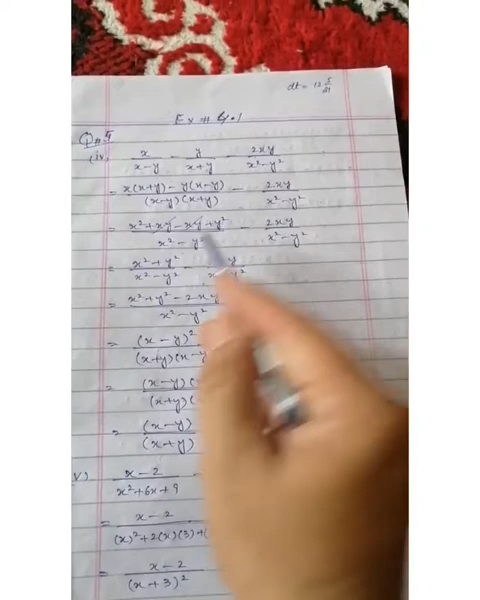 dt = 12 5/21
Ex # 4.1
Q # 5
(iv) x/(x-y) - y/(x+y) - 2xy/(x²-y²)
= (x(x+y) - y(x-y))/((x-y)(x+y)) - 2xy/(x²-y²)
= (x² + xy - xy + y²)/(x² - y²) - 2xy/(x²-y²)
= (x² + y²)/(x² - y²) -
= (x² + y² - 2xy)/(x² - y²)
= (x - y)²/((x+y)(x-y
= (x-y)(/(x+y)(
= (x-y)/(x+y)
v) (x-2)/(x²+6x+9)
= (x-2)/((x)²+2(x)(3)+(
= (x-2)/(x+3)²